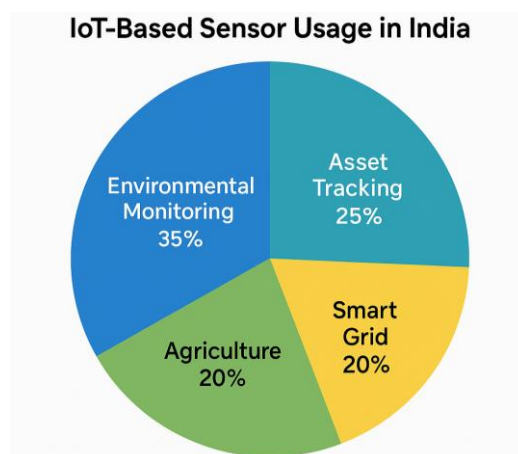 IoT-Based Sensor Usage in India
Environmental
Monitoring
35%
Asset
Tracking
25%
Smart
Grid
20%
Agriculture
20%